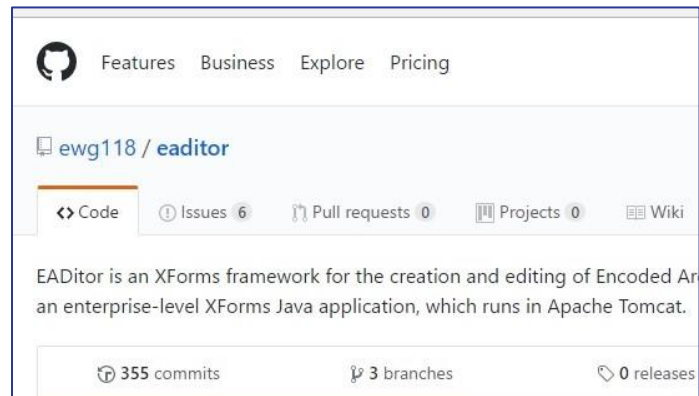 Features Business Explore Pricing
ewg118 / eaditor
Code Issues 6 Pull requests 0 Projects 0 Wiki
EADitor is an XForms framework for the creation and editing of Encoded
an enterprise-level XForms Java application, which runs in Apache Tomcat.
355 commits 3 branches 0 releases